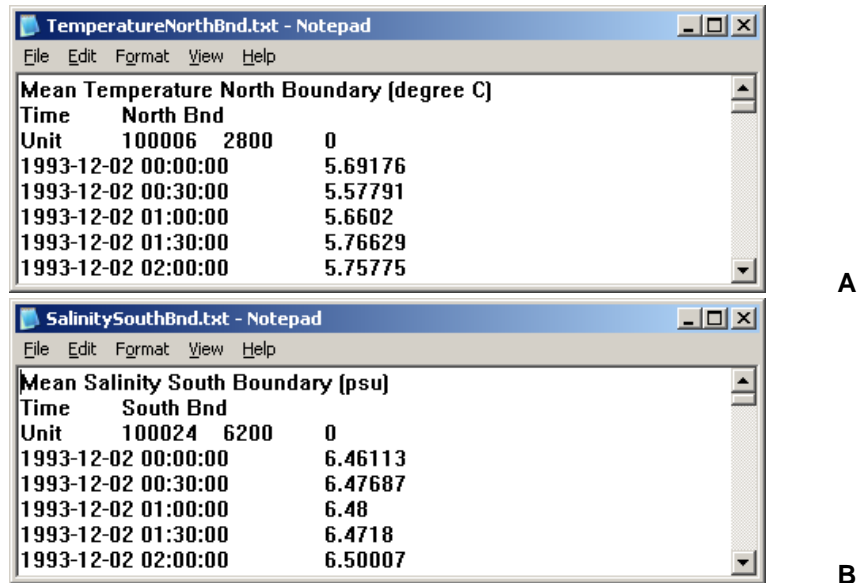 TemperatureNorthBnd.txt - Notepad
File Edit Format View Help
Mean Temperature North Boundary (degree C)
Time North Bnd
Unit 100006 2800 0
1993-12-02 00:00:00 5.69176
1993-12-02 00:30:00 5.57791
1993-12-02 01:00:00 5.6602
1993-12-02 01:30:00 5.76629
1993-12-02 02:00:00 5.75775
A
SalinitySouthBnd.txt - Notepad
File Edit Format View Help
Mean Salinity South Boundary (psu)
Time South Bnd
Unit 100024 6200 0
1993-12-02 00:00:00 6.46113
1993-12-02 00:30:00 6.47687
1993-12-02 01:00:00 6.48
1993-12-02 01:30:00 6.4718
1993-12-02 02:00:00 6.50007
B